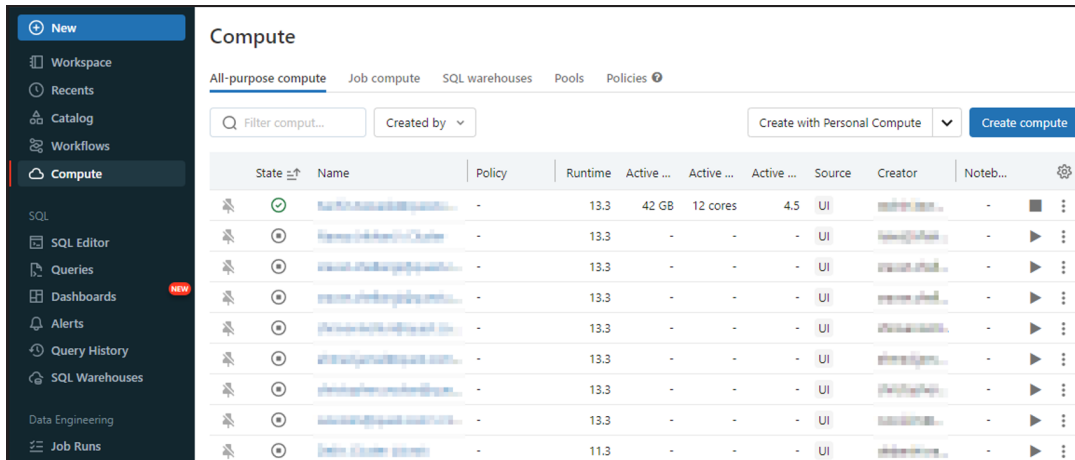 New
Workspace
Recents
Catalog
Workflows
Compute
SQL
SQL Editor
Queries
Dashboards
NEW
Alerts
Query History
SQL Warehouses
Data Engineering
Job Runs
Compute
All-purpose compute Job compute SQL warehouses Pools Policies ?
Filter comput... Created by Create with Personal Compute Create compute
State Name Policy Runtime Active ... Active ... Active ... Source Creator Noteb...
- 13.3 42 GB 12 cores 4.5 UI -
- 13.3 - - - UI -
- 13.3 - - - UI -
- 13.3 - - - UI -
- 13.3 - - - UI -
- 13.3 - - - UI -
- 13.3 - - - UI -
- 13.3 - - - UI -
- 11.3 - - - UI -